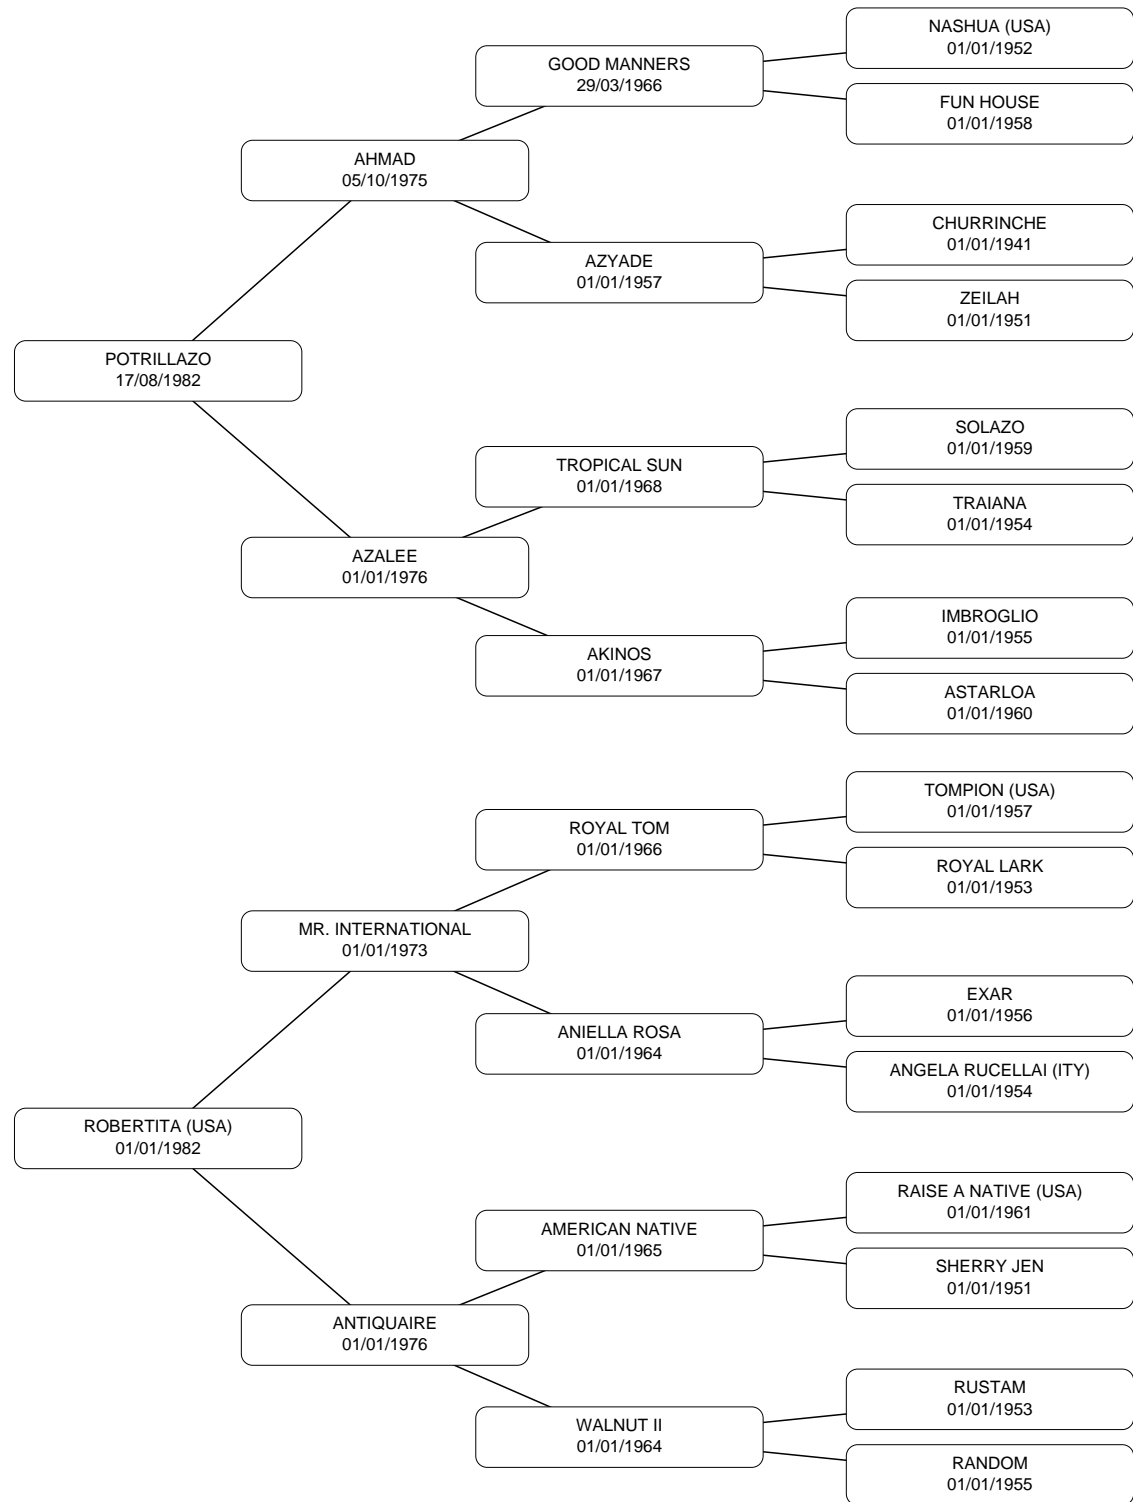 NASHUA (USA)
01/01/1952
GOOD MANNERS
29/03/1966
FUN HOUSE
01/01/1958
AHMAD
05/10/1975
CHURRINCHE
01/01/1941
AZYADE
01/01/1957
ZEILAH
01/01/1951
POTRILLAZO
17/08/1982
SOLAZO
01/01/1959
TROPICAL SUN
01/01/1968
TRAIANA
01/01/1954
AZALEE
01/01/1976
IMBROGLIO
01/01/1955
AKINOS
01/01/1967
ASTARLOA
01/01/1960
TOMPION (USA)
01/01/1957
ROYAL TOM
01/01/1966
ROYAL LARK
01/01/1953
MR. INTERNATIONAL
01/01/1973
EXAR
01/01/1956
ANIELLA ROSA
01/01/1964
ANGELA RUCELLAI (ITY)
01/01/1954
ROBERTITA (USA)
01/01/1982
RAISE A NATIVE (USA)
01/01/1961
AMERICAN NATIVE
01/01/1965
SHERRY JEN
01/01/1951
ANTIQUAIRE
01/01/1976
RUSTAM
01/01/1953
WALNUT II
01/01/1964
RANDOM
01/01/1955